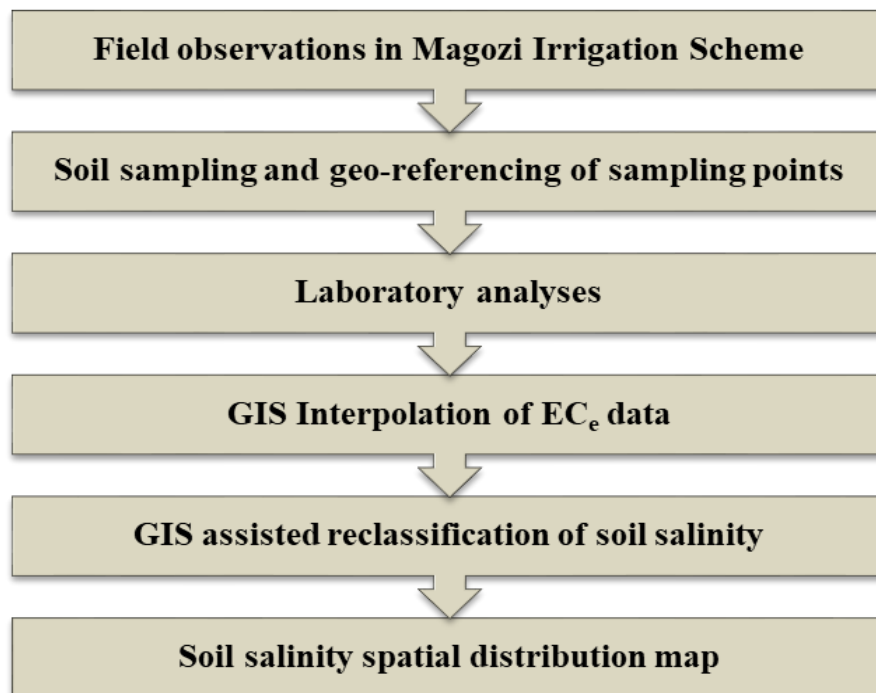 Field observations in Magozi Irrigation Scheme
Soil sampling and geo-referencing of sampling points
Laboratory analyses
GIS Interpolation of ECe data
GIS assisted reclassification of soil salinity
Soil salinity spatial distribution map